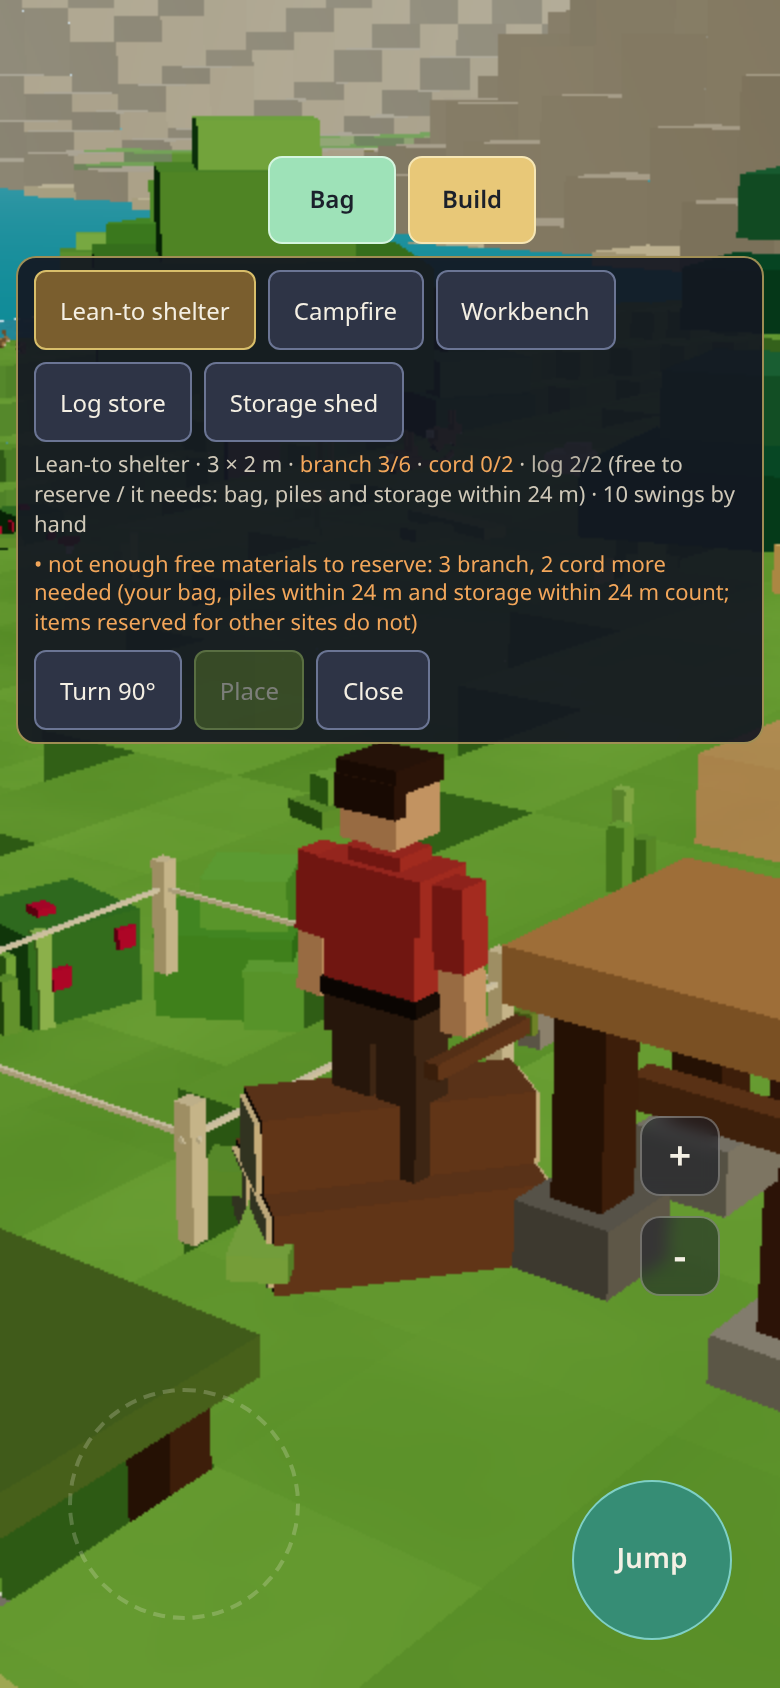 Bag Build
Lean-to shelter Campfire Workbench
Log store Storage shed
Lean-to shelter · 3 × 2 m · branch 3/6 · cord 0/2 · log 2/2 (free to
reserve / it needs: bag, piles and storage within 24 m) · 10 swings by
hand
• not enough free materials to reserve: 3 branch, 2 cord more
needed (your bag, piles within 24 m and storage within 24 m count;
items reserved for other sites do not)
Turn 90° Place Close
+
-
Jump